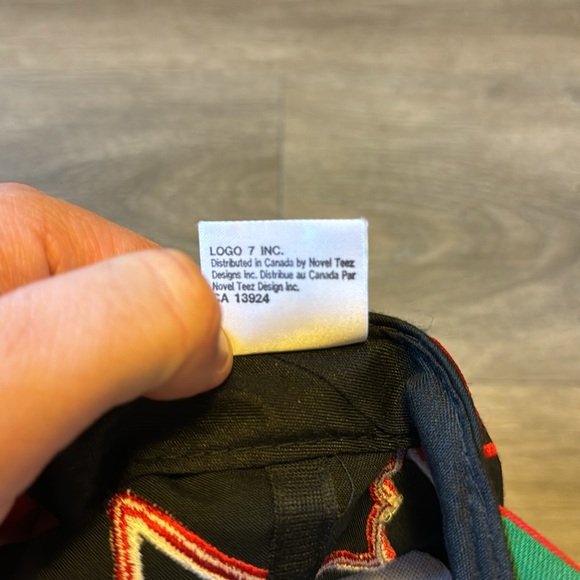 LOGO 7 INC.
Distributed in Canada by Novel Teez
Designs Inc. Distribue au Canada Par
Novel Teez Design Inc.
CA 13924